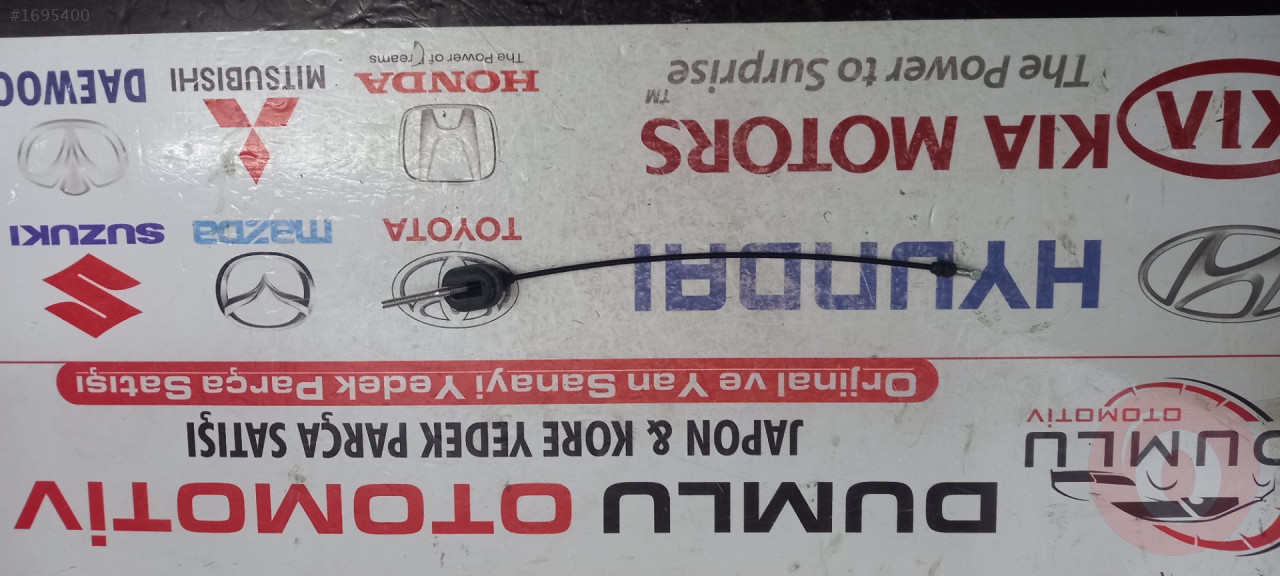 #1695400
DUMLU OTOMOTİV
JAPON & KORE YEDEK PARÇA SATIŞI
Orjinal ve Yan Sanayi Yedek Parça Satışı
DUMLU
OTOMOTİV
HYUNDAI
TOYOTA
mazda
SUZUKI
KIA
KIA MOTORS™
The Power to Surprise
HONDA
The Power of Dreams
MITSUBISHI
DAEWOO